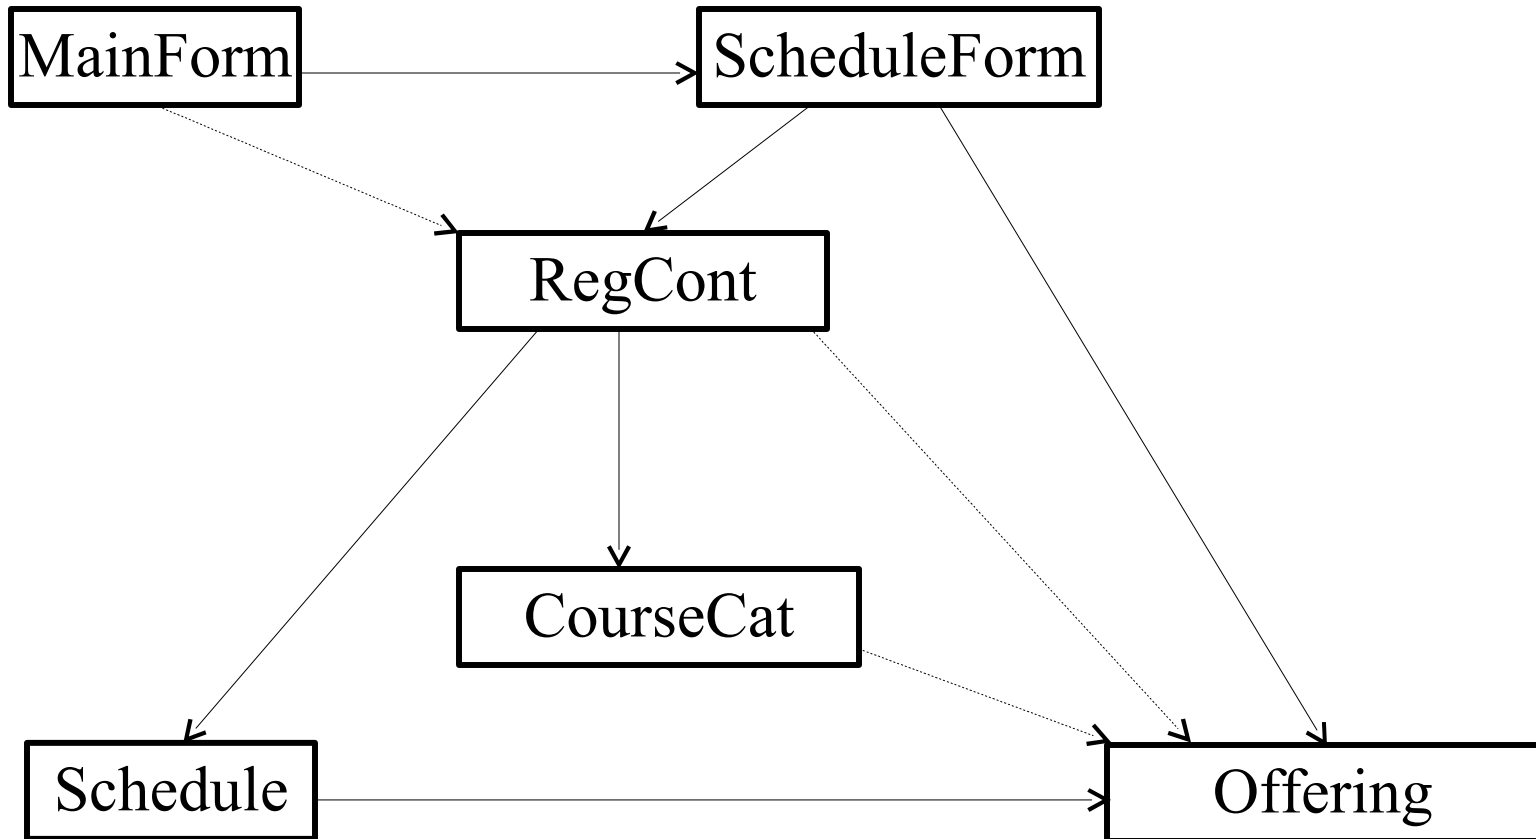 MainForm
ScheduleForm
RegCont
CourseCat
Schedule
Offering